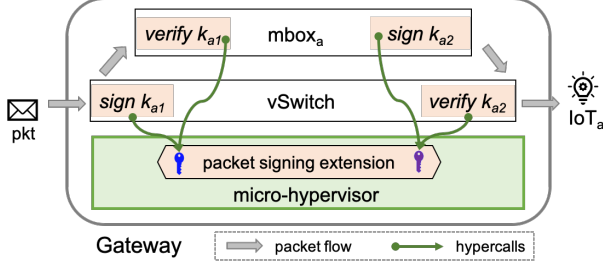 verify ka1 mboxa sign ka2
sign ka1 vSwitch verify ka2
pkt
IoTa
packet signing extension
micro-hypervisor
Gateway
packet flow hypercalls